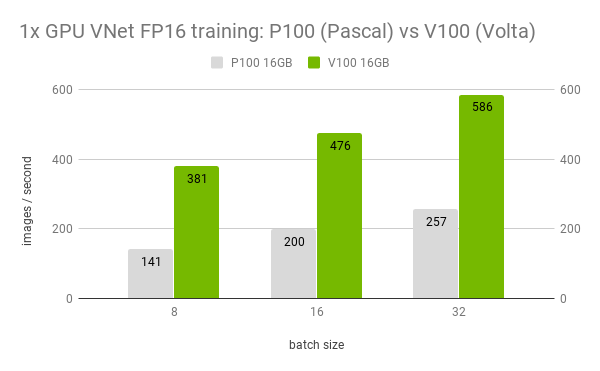 1x GPU VNet FP16 training: P100 (Pascal) vs V100 (Volta)
P100 16GB V100 16GB
600 600
586
476
400 400
381
images / second
257
200 200
200
141
0 0
8 16 32
batch size